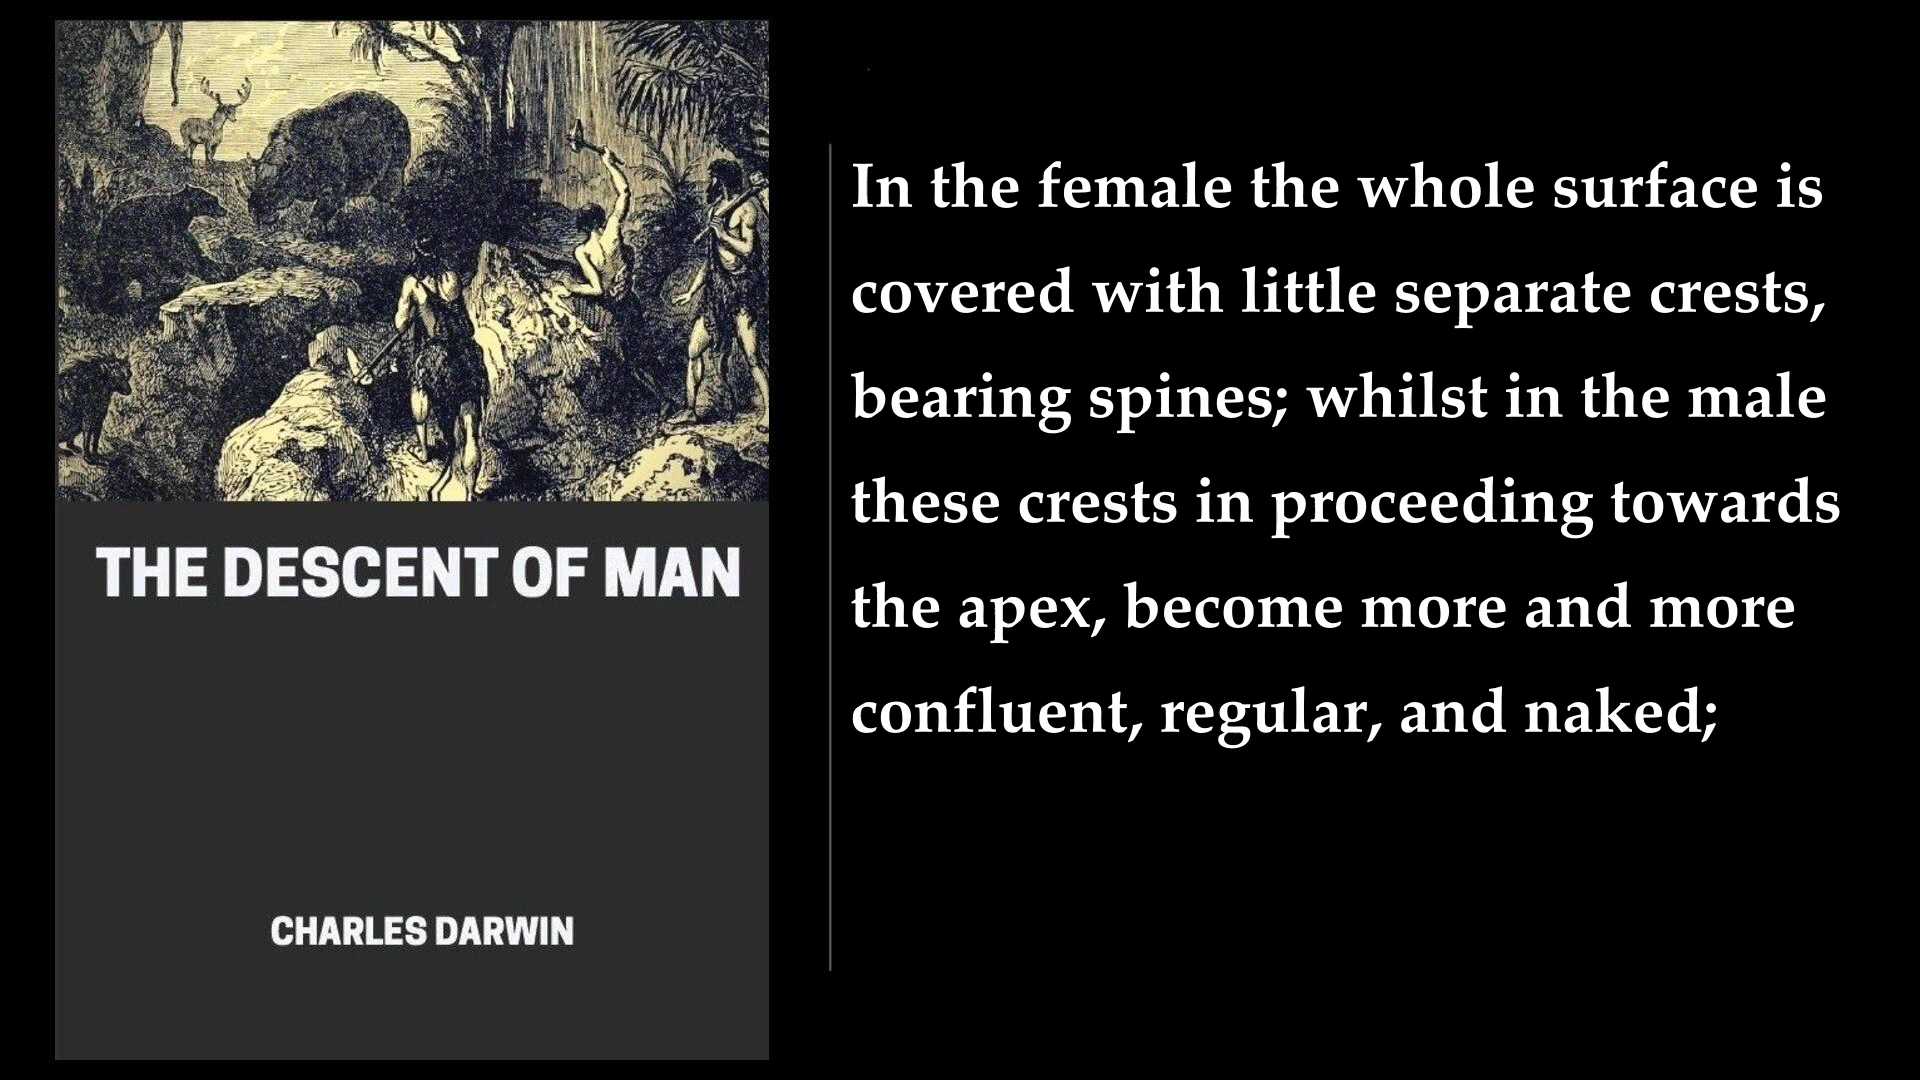 THE DESCENT OF MAN
CHARLES DARWIN
In the female the whole surface is
covered with little separate crests,
bearing spines; whilst in the male
these crests in proceeding towards
the apex, become more and more
confluent, regular, and naked;